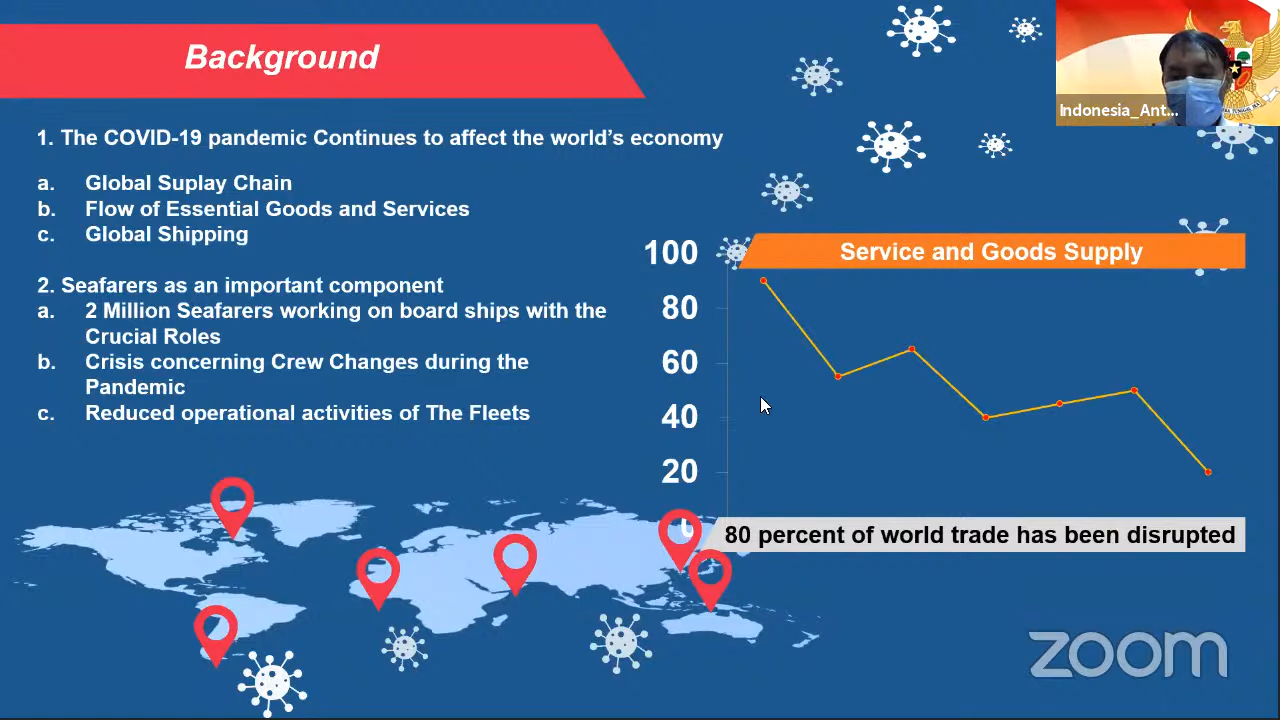 Background
Indonesia_Ant...
1. The COVID-19 pandemic Continues to affect the world’s economy
a. Global Suplay Chain
b. Flow of Essential Goods and Services
c. Global Shipping
2. Seafarers as an important component
a. 2 Million Seafarers working on board ships with the
Crucial Roles
b. Crisis concerning Crew Changes during the
Pandemic
c. Reduced operational activities of The Fleets
Service and Goods Supply
100
80
60
40
20
80 percent of world trade has been disrupted
zoom